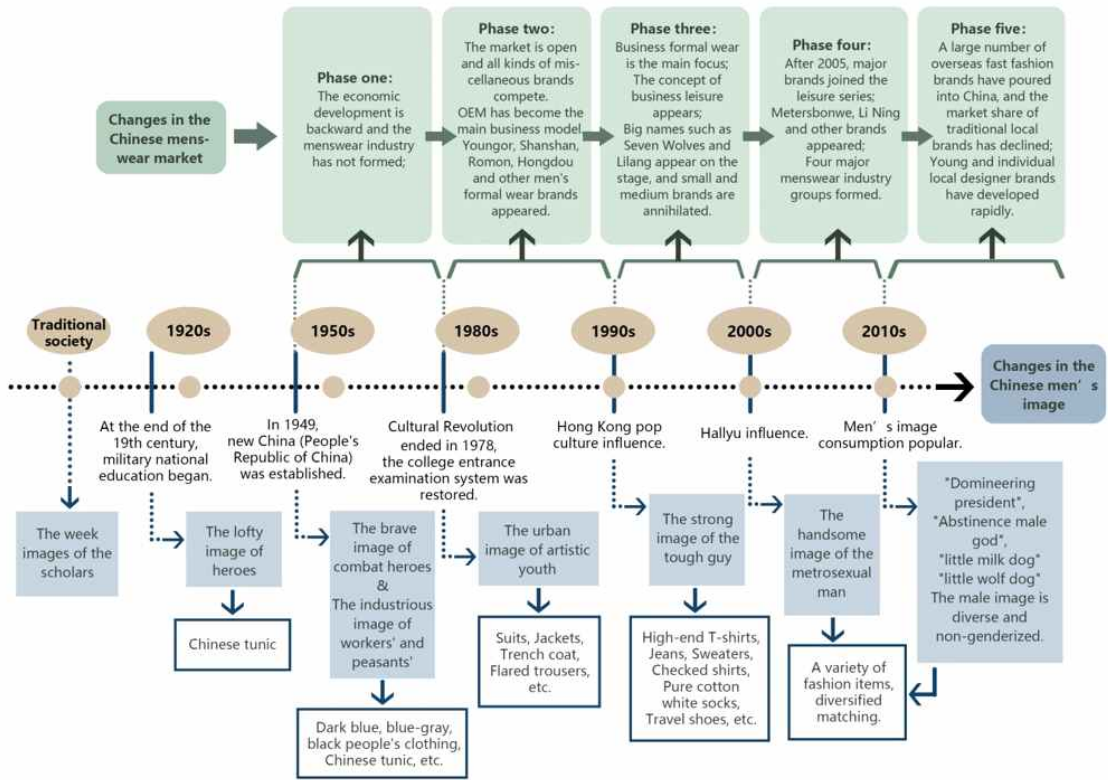 Changes in the
Chinese mens-
wear market
Phase one:
The economic
development is
backward and the
menswear industry
has not formed;
Phase two:
The market is open
and all kinds of mis-
cellaneous brands
compete.
OEM has become the
main business model
Youngor, Shanshan,
Romon, Hongdou
and other men's
formal wear brands
appeared.
Phase three:
Business formal wear
is the main focus;
The concept of
business leisure
appears;
Big names such as
Seven Wolves and
Lilang appear on the
stage, and small and
medium brands are
annihilated.
Phase four:
After 2005, major
brands joined the
leisure series;
Metersbonwe, Li Ning
and other brands
appeared;
Four major
menswear industry
groups formed.
Phase five:
A large number of
overseas fast fashion
brands have poured
into China, and the
market share of
traditional local
brands has declined;
Young and individual
local designer brands
have developed
rapidly.
Traditional
society
1920s
1950s
1980s
1990s
2000s
2010s
Changes in the
Chinese men's
image
At the end of the
19th century,
military national
education began.
In 1949,
new China (People's
Republic of China)
was established.
Cultural Revolution
ended in 1978,
the college entrance
examination system was
restored.
Hong Kong pop
culture influence.
Hallyu influence.
Men's image
consumption popular.
The week
images of the
scholars
The lofty
image of
heroes
Chinese tunic
The brave
image of
combat heroes
&
The industrious
image of
workers' and
peasants'
Dark blue, blue-gray,
black people's clothing,
Chinese tunic, etc.
The urban
image of artistic
youth
Suits, Jackets,
Trench coat,
Flared trousers,
etc.
The strong
image of the
tough guy
High-end T-shirts,
Jeans, Sweaters,
Checked shirts,
Pure cotton
white socks,
Travel shoes, etc.
The
handsome
image of the
metrosexual
man
A variety of
fashion items,
diversified
matching.
"Domineering
president",
"Abstinence male
god",
"little milk dog"
"little wolf dog"
The male image is
diverse and
non-genderized.